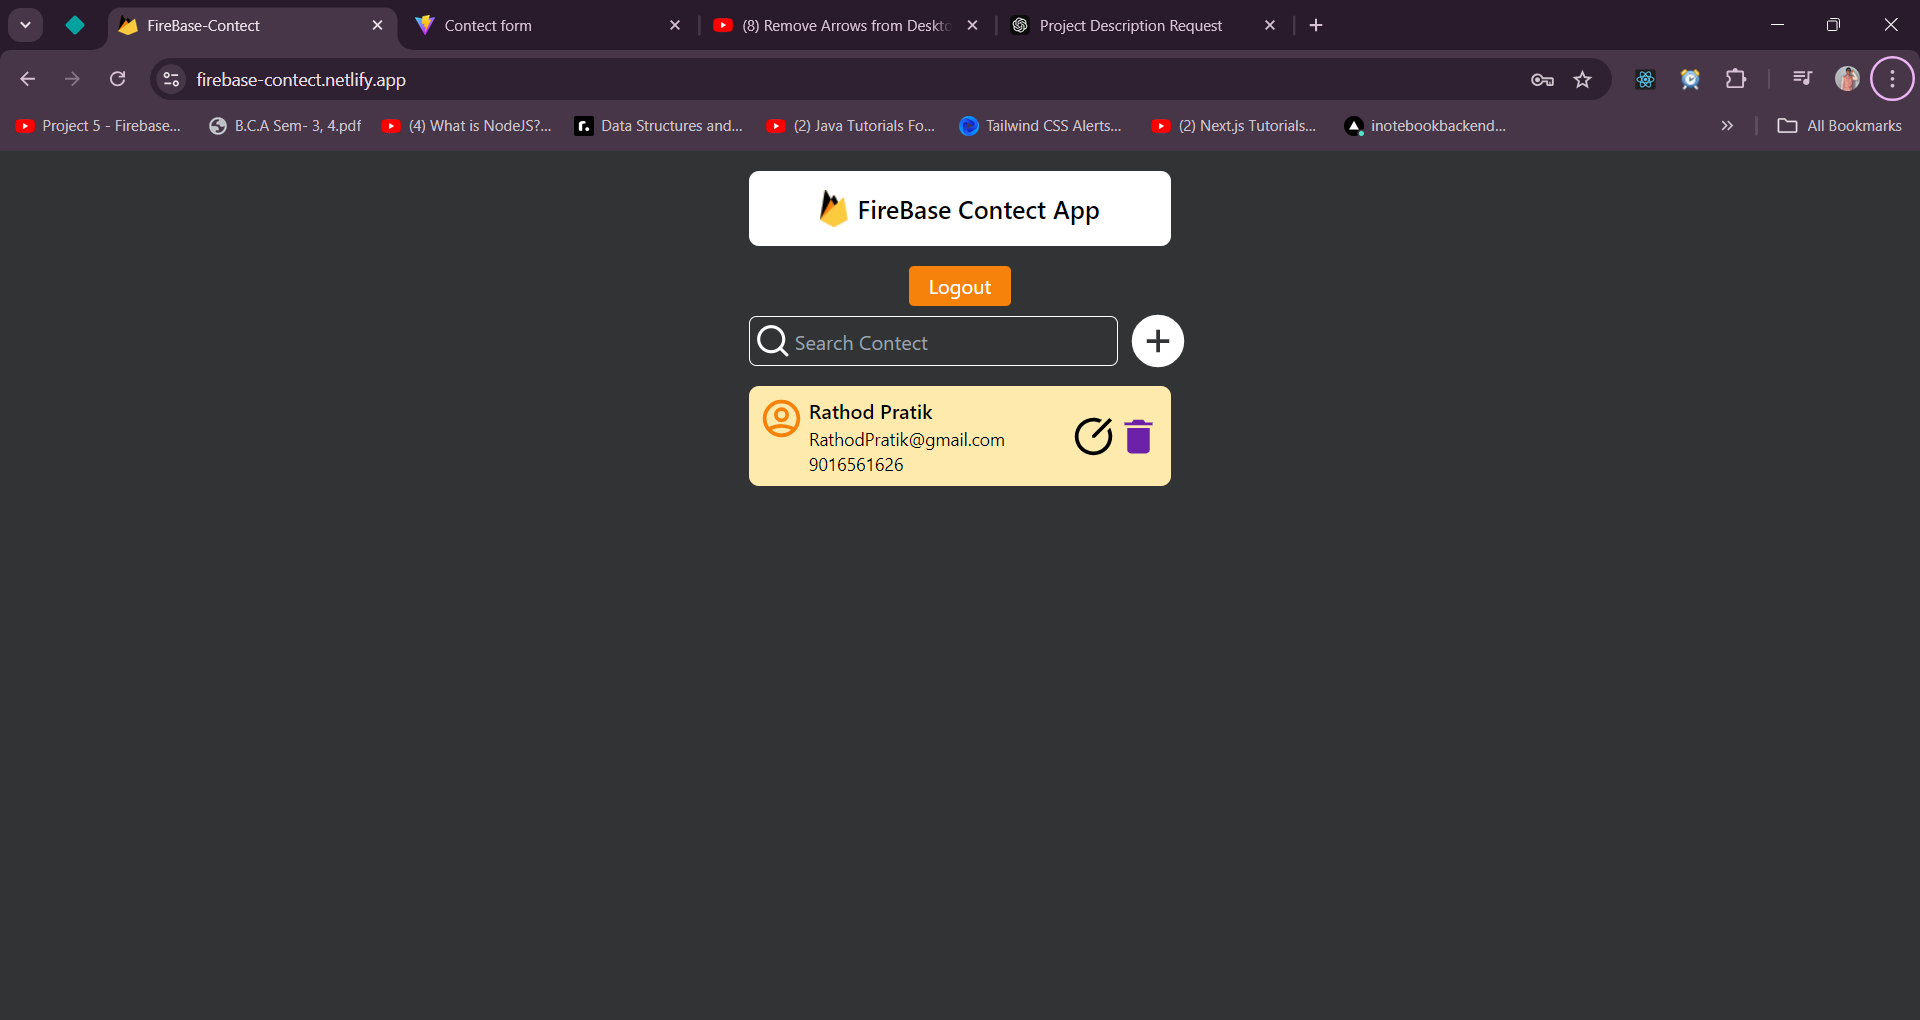 FireBase-Contect
Contect form
(8) Remove Arrows from Deskto
Project Description Request
firebase-contect.netlify.app
Project 5 - Firebase...
B.C.A Sem- 3, 4.pdf
(4) What is NodeJS?...
Data Structures and...
(2) Java Tutorials Fo...
Tailwind CSS Alerts...
(2) Next.js Tutorials...
inotebookbackend...
All Bookmarks
FireBase Contect App
Logout
Search Contect
Rathod Pratik
RathodPratik@gmail.com
9016561626